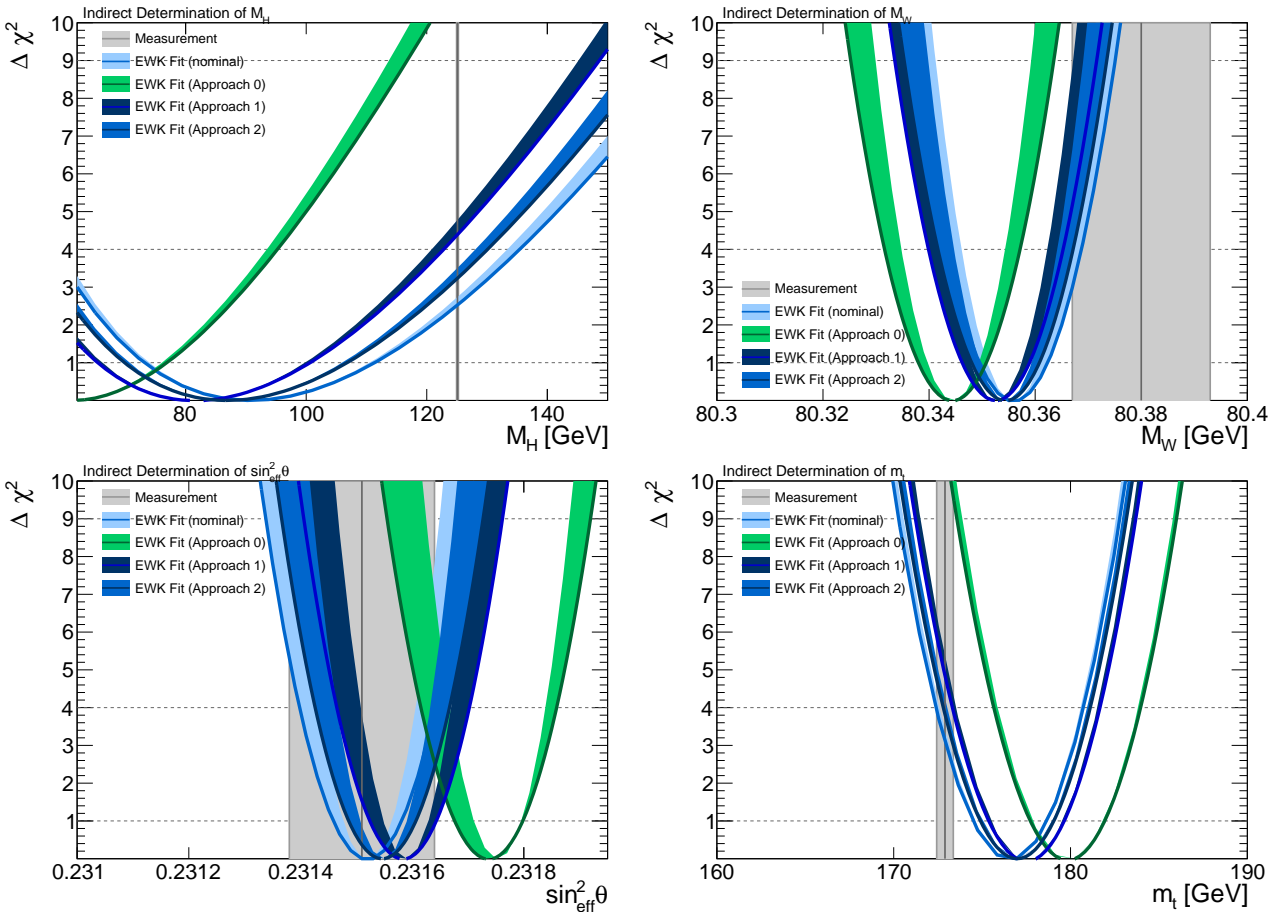 Indirect Determination of M_H
Δ χ²
10
9
8
7
6
5
4
3
2
1
Measurement
EWK Fit (nominal)
EWK Fit (Approach 0)
EWK Fit (Approach 1)
EWK Fit (Approach 2)
80
100
120
140
M_H [GeV]
Indirect Determination of M_W
Δ χ²
10
9
8
7
6
5
4
3
2
1
Measurement
EWK Fit (nominal)
EWK Fit (Approach 0)
EWK Fit (Approach 1)
EWK Fit (Approach 2)
80.3
80.32
80.34
80.36
80.38
80.4
M_W [GeV]
Indirect Determination of sin²_eff θ
Δ χ²
10
9
8
7
6
5
4
3
2
1
Measurement
EWK Fit (nominal)
EWK Fit (Approach 0)
EWK Fit (Approach 1)
EWK Fit (Approach 2)
0.231
0.2312
0.2314
0.2316
0.2318
sin²_eff θ
Indirect Determination of m_t
Δ χ²
10
9
8
7
6
5
4
3
2
1
Measurement
EWK Fit (nominal)
EWK Fit (Approach 0)
EWK Fit (Approach 1)
EWK Fit (Approach 2)
160
170
180
190
m_t [GeV]